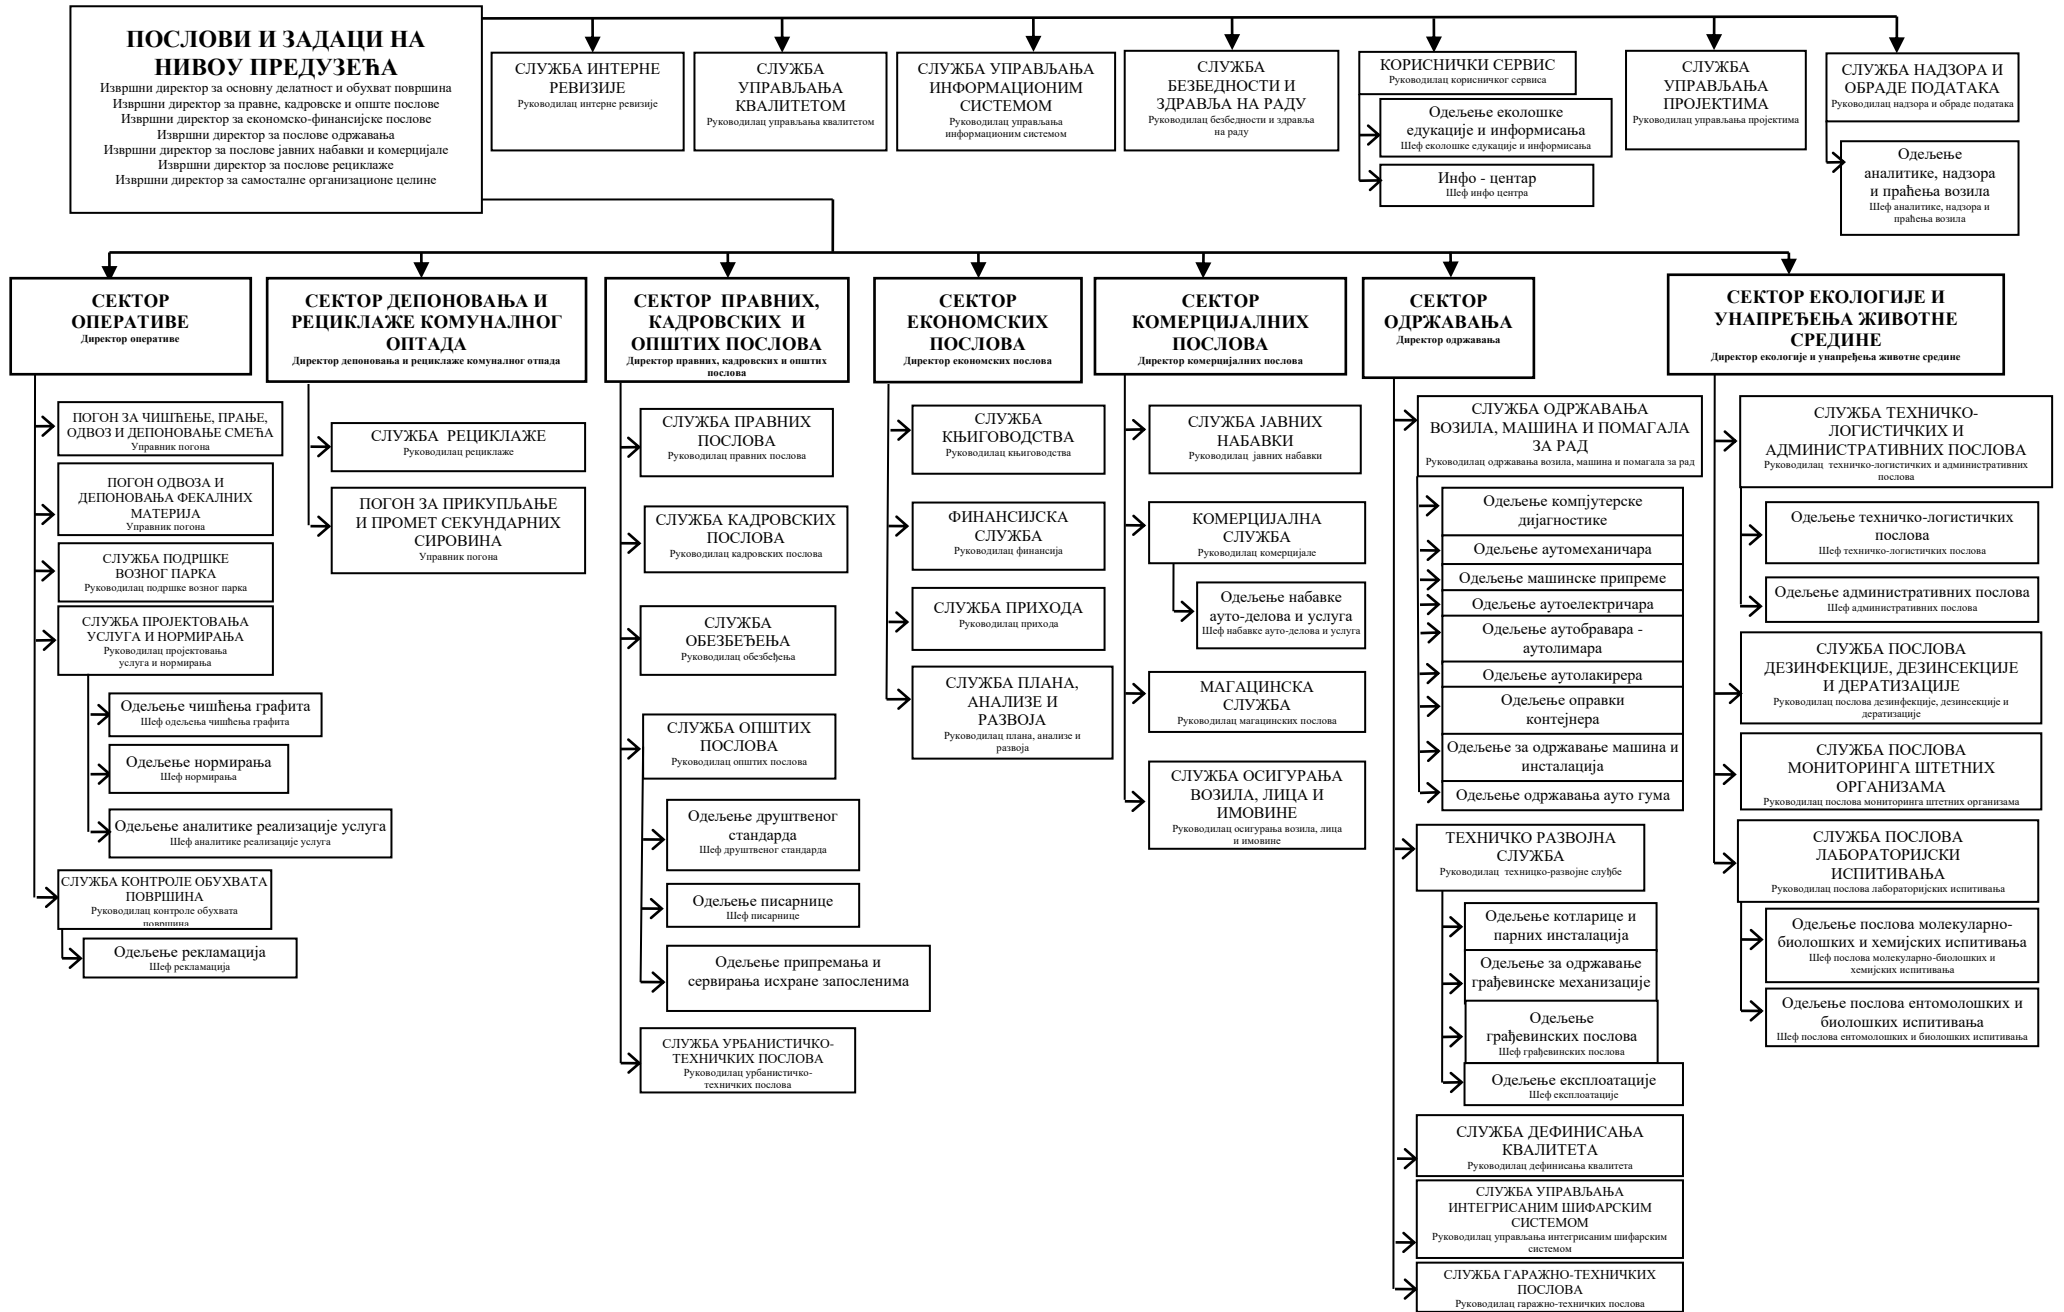 ПОСЛОВИ И ЗАДАЦИ НА
НИВОУ ПРЕДУЗЕЋА
Извршни директор за основну делатност и обухват површина
Извршни директор за правне, кадровске и опште послове
Извршни директор за економско-финансијске послове
Извршни директор за послове одржавања
Извршни директор за послове јавних набавки и комерцијале
Извршни директор за послове рециклаже
Извршни директор за самосталне организационе целине
СЛУЖБА ИНТЕРНЕ
РЕВИЗИЈЕ
Руководилац интерне ревизије
СЛУЖБА
УПРАВЉАЊА
КВАЛИТЕТОМ
Руководилац управљања квалитетом
СЛУЖБА УПРАВЉАЊА
ИНФОРМАЦИОНИМ
СИСТЕМОМ
Руководилац управљања
информационим системом
СЛУЖБА
БЕЗБЕДНОСТИ И
ЗДРАВЉА НА РАДУ
Руководилац безбедности и здравља
на раду
КОРИСНИЧКИ СЕРВИС
Руководилац корисничког сервиса
Одељење еколошке
едукације и информисања
Шеф еколошке едукације и информисања
Инфо - центар
Шеф инфо центра
СЛУЖБА
УПРАВЉАЊА
ПРОЈЕКТИМА
Руководилац управљања пројектима
СЛУЖБА НАДЗОРА И
ОБРАДЕ ПОДАТАКА
Руководилац надзора и обраде података
Одељење
аналитике, надзора
и праћења возила
Шеф аналитике, надзора и
праћења возила
СЕКТОР
ОПЕРАТИВЕ
Директор оперативе
ПОГОН ЗА ЧИШЋЕЊЕ, ПРАЊЕ,
ОДВОЗ И ДЕПОНОВАЊЕ СМЕЋА
Управник погона
ПОГОН ОДВОЗА И
ДЕПОНОВАЊА ФЕКАЛНИХ
МАТЕРИЈА
Управник погона
СЛУЖБА ПОДРШКЕ
ВОЗНОГ ПАРКА
Руководилац подршке возног парка
СЛУЖБА ПРОЈЕКТОВАЊА
УСЛУГА И НОРМИРАЊА
Руководилац пројектовања
услуга и нормирања
Одељење чишћења графита
Шеф одељења чишћења графита
Одељење нормирања
Шеф нормирања
Одељење аналитике реализације услуга
Шеф аналитике реализације услуга
СЛУЖБА КОНТРОЛЕ ОБУХВАТА
ПОВРШИНА
Руководилац контроле обухвата
површина
Одељење рекламација
Шеф рекламација
СЕКТОР ДЕПОНОВАЊА И
РЕЦИКЛАЖЕ КОМУНАЛНОГ
ОПТАДА
Директор депоновања и рециклаже комуналног отпада
СЛУЖБА РЕЦИКЛАЖЕ
Руководилац рециклаже
ПОГОН ЗА ПРИКУПЉАЊЕ
И ПРОМЕТ СЕКУНДАРНИХ
СИРОВИНА
Управник погона
СЕКТОР ПРАВНИХ,
КАДРОВСКИХ И
ОПШТИХ ПОСЛОВА
Директор правних, кадровских и општих
послова
СЛУЖБА ПРАВНИХ
ПОСЛОВА
Руководилац правних послова
СЛУЖБА КАДРОВСКИХ
ПОСЛОВА
Руководилац кадровских послова
СЛУЖБА
ОБЕЗБЕЂЕЊА
Руководилац обезбеђења
СЛУЖБА ОПШТИХ
ПОСЛОВА
Руководилац општих послова
Одељење друштвеног
стандарда
Шеф друштвеног стандарда
Одељење писарнице
Шеф писарнице
Одељење припремања и
сервирања исхране запосленима
СЛУЖБА УРБАНИСТИЧКО-
ТЕХНИЧКИХ ПОСЛОВА
Руководилац урбанистичко-
техничких послова
СЕКТОР
ЕКОНОМСКИХ
ПОСЛОВА
Директор економских послова
СЛУЖБА
КЊИГОВОДСТВА
Руководилац књиговодства
ФИНАНСИЈСКА
СЛУЖБА
Руководилац финансија
СЛУЖБА ПРИХОДА
Руководилац прихода
СЛУЖБА ПЛАНА,
АНАЛИЗЕ И
РАЗВОЈА
Руководилац плана, анализе и
развоја
СЕКТОР
КОМЕРЦИЈАЛНИХ
ПОСЛОВА
Директор комерцијалних послова
СЛУЖБА ЈАВНИХ
НАБАВКИ
Руководилац јавних набавки
КОМЕРЦИЈАЛНА
СЛУЖБА
Руководилац комерцијале
Одељење набавке
ауто-делова и услуга
Шеф набавке ауто-делова и услуга
МАГАЦИНСКА
СЛУЖБА
Руководилац магацинских послова
СЛУЖБА ОСИГУРАЊА
ВОЗИЛА, ЛИЦА И
ИМОВИНЕ
Руководилац осигурања возила, лица
и имовине
СЕКТОР
ОДРЖАВАЊА
Директор одржавања
СЛУЖБА ОДРЖАВАЊА
ВОЗИЛА, МАШИНА И ПОМАГАЛА
ЗА РАД
Руководилац одржавања возила, машина и помагала за рад
Одељење компјутерске
дијагностике
Одељење аутомеханичара
Одељење машинске припреме
Одељење аутоелектричара
Одељење аутобравара -
аутолимара
Одељење аутолакирера
Одељење оправки
контејнера
Одељење за одржавање машина и
инсталација
Одељење одржавања ауто гума
ТЕХНИЧКО РАЗВОЈНА
СЛУЖБА
Руководилац техницко-развојне слуђбе
Одељење котларице и
парних инсталација
Одељење за одржавање
грађевинске механизације
Одељење
грађевинских послова
Шеф грађевинских послова
Одељење експлоатације
Шеф експлоатације
СЛУЖБА ДЕФИНИСАЊА
КВАЛИТЕТА
Руководилац дефинисања квалитета
СЛУЖБА УПРАВЉАЊА
ИНТЕГРИСАНИМ ШИФАРСКИМ
СИСТЕМОМ
Руководилац управљања интегрисаним шифарским
системом
СЛУЖБА ГАРАЖНО-ТЕХНИЧКИХ
ПОСЛОВА
Руководилац гаражно-техничких послова
СЕКТОР ЕКОЛОГИЈЕ И
УНАПРЕЂЕЊА ЖИВОТНЕ
СРЕДИНЕ
Директор екологије и унапређења животне средине
СЛУЖБА ТЕХНИЧКО-
ЛОГИСТИЧКИХ И
АДМИНИСТРАТИВНИХ ПОСЛОВА
Руководилац техничко-логистичких и административних
послова
Одељење техничко-логистичких
послова
Шеф техничко-логистичких послова
Одељење административних послова
Шеф административних послова
СЛУЖБА ПОСЛОВА
ДЕЗИНФЕКЦИЈЕ, ДЕЗИНСЕКЦИЈЕ
И ДЕРАТИЗАЦИЈЕ
Руководилац послова дезинфекције, дезинсекције и
дератизације
СЛУЖБА ПОСЛОВА
МОНИТОРИНГА ШТЕТНИХ
ОРГАНИЗАМА
Руководилац послова мониторинга штетних организама
СЛУЖБА ПОСЛОВА
ЛАБОРАТОРИЈСКИ
ИСПИТИВАЊА
Руководилац послова лабораторијских испитивања
Одељење послова молекуларно-
биолошких и хемијских испитивања
Шеф послова молекуларно-биолошких и
хемијских испитивања
Одељење послова ентомолошких и
биолошких испитивања
Шеф послова ентомолошких и биолошких испитивања